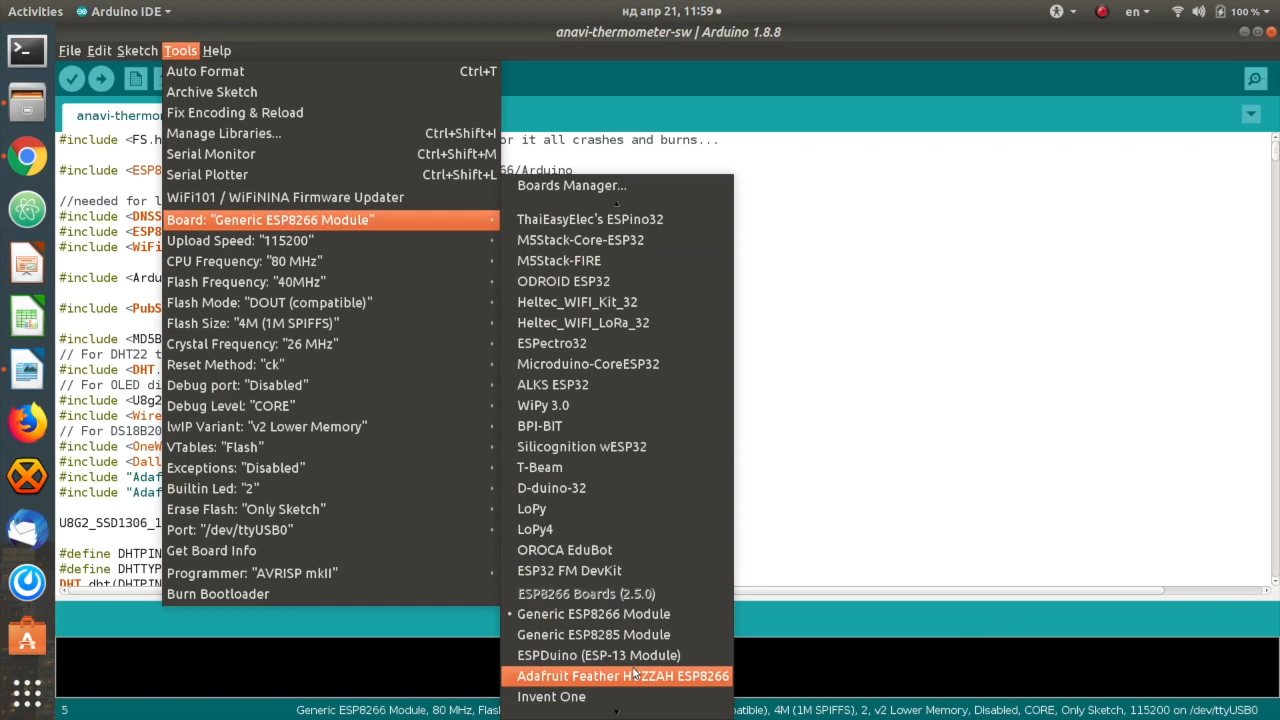 Activities Arduino IDE нд апр 21, 11:59 en 100 %
anavi-thermometer-sw | Arduino 1.8.8
File Edit Sketch Tools Help
anavi-thermo
#include <FS.h or it all crashes and burns...
#include <ESP8 66/Arduino
//needed for l
#include <DNSS
#include <ESP8
#include <WiFi
#include <Ardu
#include <PubS
#include <MD5B
// For DHT22 t
#include <DHT.
// For OLED di
#include <U8g2
#include <Wire
// For DS18B20
#include <OneW
#include <Dall
#include "Adaf
#include "Adaf
U8G2_SSD1306_1
#define DHTPIN
#define DHTTYP
DHT dht(DHTPIN
Auto Format Ctrl+T
Archive Sketch
Fix Encoding & Reload
Manage Libraries... Ctrl+Shift+I
Serial Monitor Ctrl+Shift+M
Serial Plotter Ctrl+Shift+L
WiFi101 / WiFiNINA Firmware Updater
Board: "Generic ESP8266 Module"
Upload Speed: "115200"
CPU Frequency: "80 MHz"
Flash Frequency: "40MHz"
Flash Mode: "DOUT (compatible)"
Flash Size: "4M (1M SPIFFS)"
Crystal Frequency: "26 MHz"
Reset Method: "ck"
Debug port: "Disabled"
Debug Level: "CORE"
lwIP Variant: "v2 Lower Memory"
VTables: "Flash"
Exceptions: "Disabled"
Builtin Led: "2"
Erase Flash: "Only Sketch"
Port: "/dev/ttyUSB0"
Get Board Info
Programmer: "AVRISP mkII"
Burn Bootloader
Boards Manager...
ThaiEasyElec's ESPino32
M5Stack-Core-ESP32
M5Stack-FIRE
ODROID ESP32
Heltec_WIFI_Kit_32
Heltec_WIFI_LoRa_32
ESPectro32
Microduino-CoreESP32
ALKS ESP32
WiPy 3.0
BPI-BIT
Silicognition wESP32
T-Beam
D-duino-32
LoPy
LoPy4
OROCA EduBot
ESP32 FM DevKit
ESP8266 Boards (2.5.0)
Generic ESP8266 Module
Generic ESP8285 Module
ESPDuino (ESP-13 Module)
Adafruit Feather HUZZAH ESP8266
Invent One
5 Generic ESP8266 Module, 80 MHz, Flas tible), 4M (1M SPIFFS), 2, v2 Lower Memory, Disabled, CORE, Only Sketch, 115200 on /dev/ttyUSB0